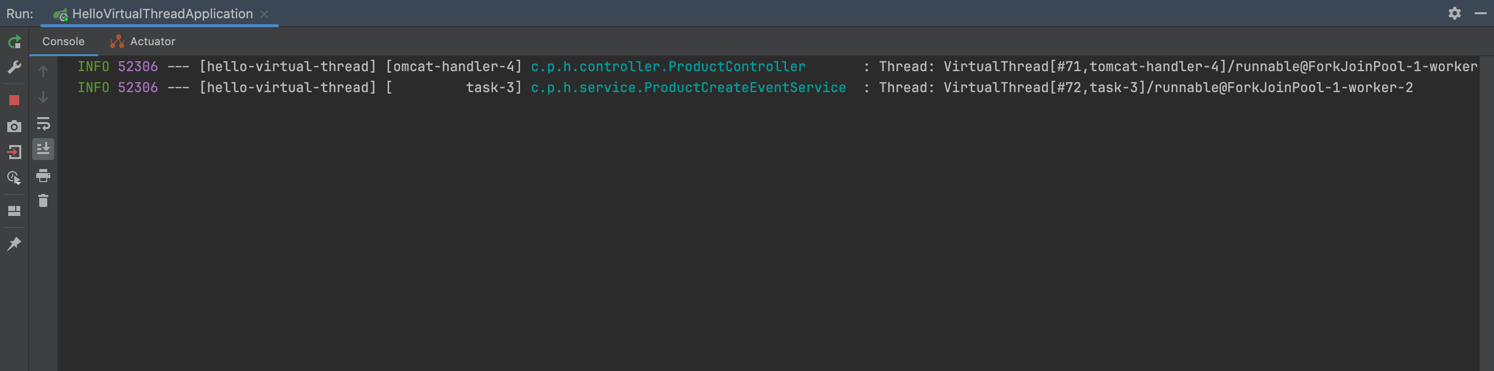 Run: HelloVirtualThreadApplication
Console Actuator
INFO 52306 --- [hello-virtual-thread] [omcat-handler-4] c.p.h.controller.ProductController : Thread: VirtualThread[#71,tomcat-handler-4]/runnable@ForkJoinPool-1-worker
INFO 52306 --- [hello-virtual-thread] [ task-3] c.p.h.service.ProductCreateEventService : Thread: VirtualThread[#72,task-3]/runnable@ForkJoinPool-1-worker-2